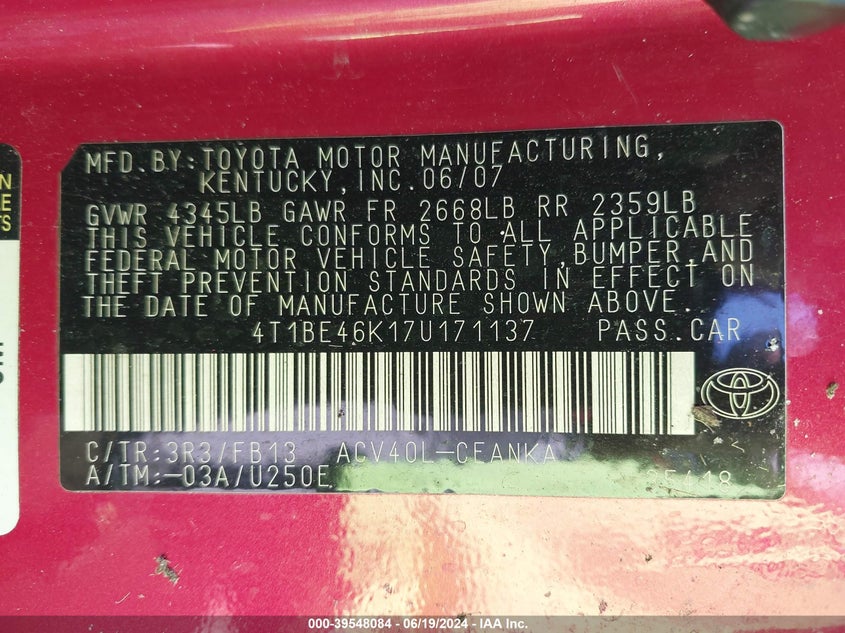 MFD.BY:TOYOTA MOTOR MANUFACTURING,
KENTUCKY,INC.06/07
GVWR 4345LB GAWR FR 2668LB RR 2359LB
THIS VEHICLE CONFORMS TO ALL APPLICABLE
FEDERAL MOTOR VEHICLE SAFETY,BUMPER,AND
THEFT PREVENTION STANDARDS IN EFFECT ON
THE DATE OF MANUFACTURE SHOWN ABOVE.
4T1BE46K17U171137 PASS.CAR
C/TR:3R3/FB13 ACV40L-CEANKA
A/TM:-03A/U250E
000-39548084 - 06/19/2024 - IAA Inc.